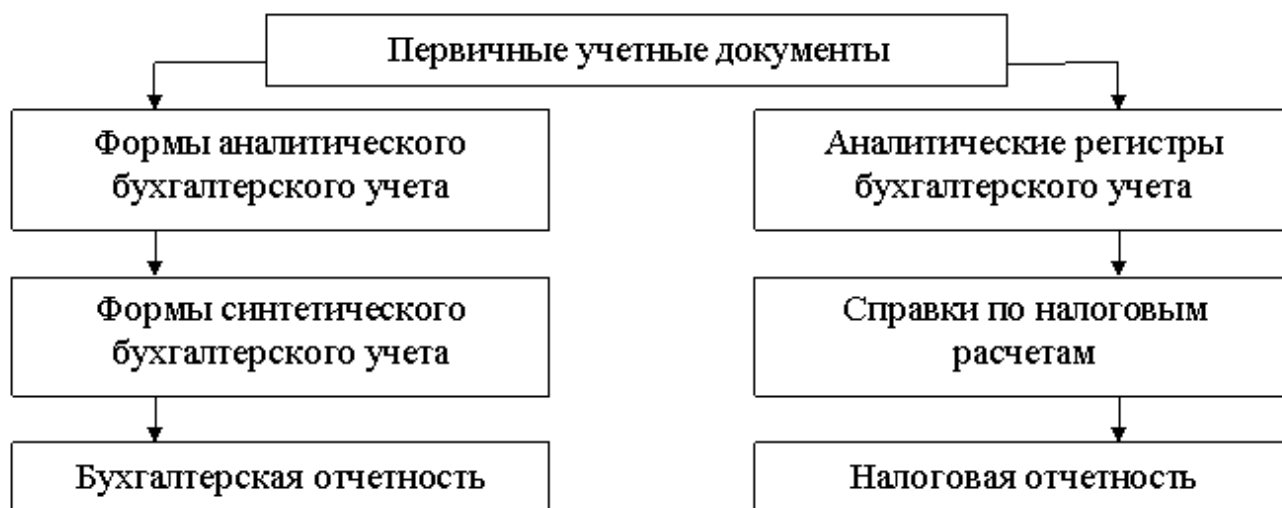 Первичные учетные документы
Формы аналитического
бухгалтерского учета
Аналитические регистры
бухгалтерского учета
Формы синтетического
бухгалтерского учета
Справки по налоговым
расчетам
Бухгалтерская отчетность
Налоговая отчетность